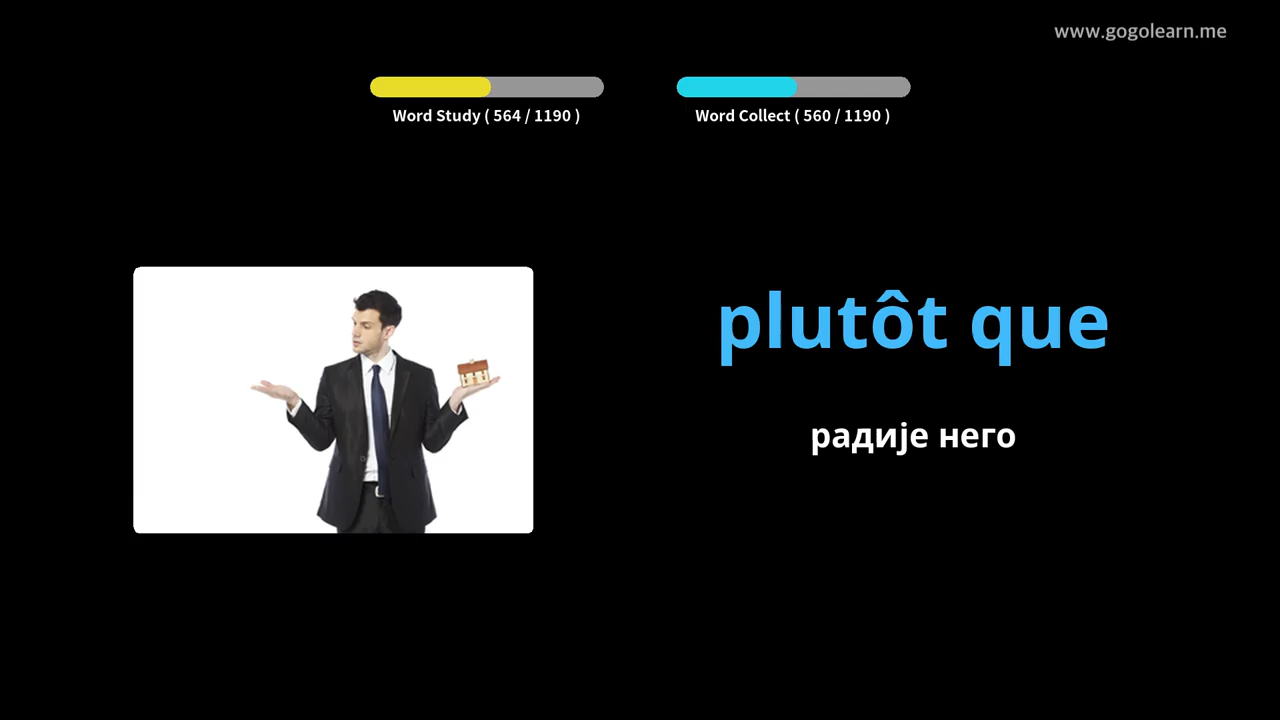 www.gogolearn.me
Word Study ( 564 / 1190 )
Word Collect ( 560 / 1190 )
plutôt que
радије него